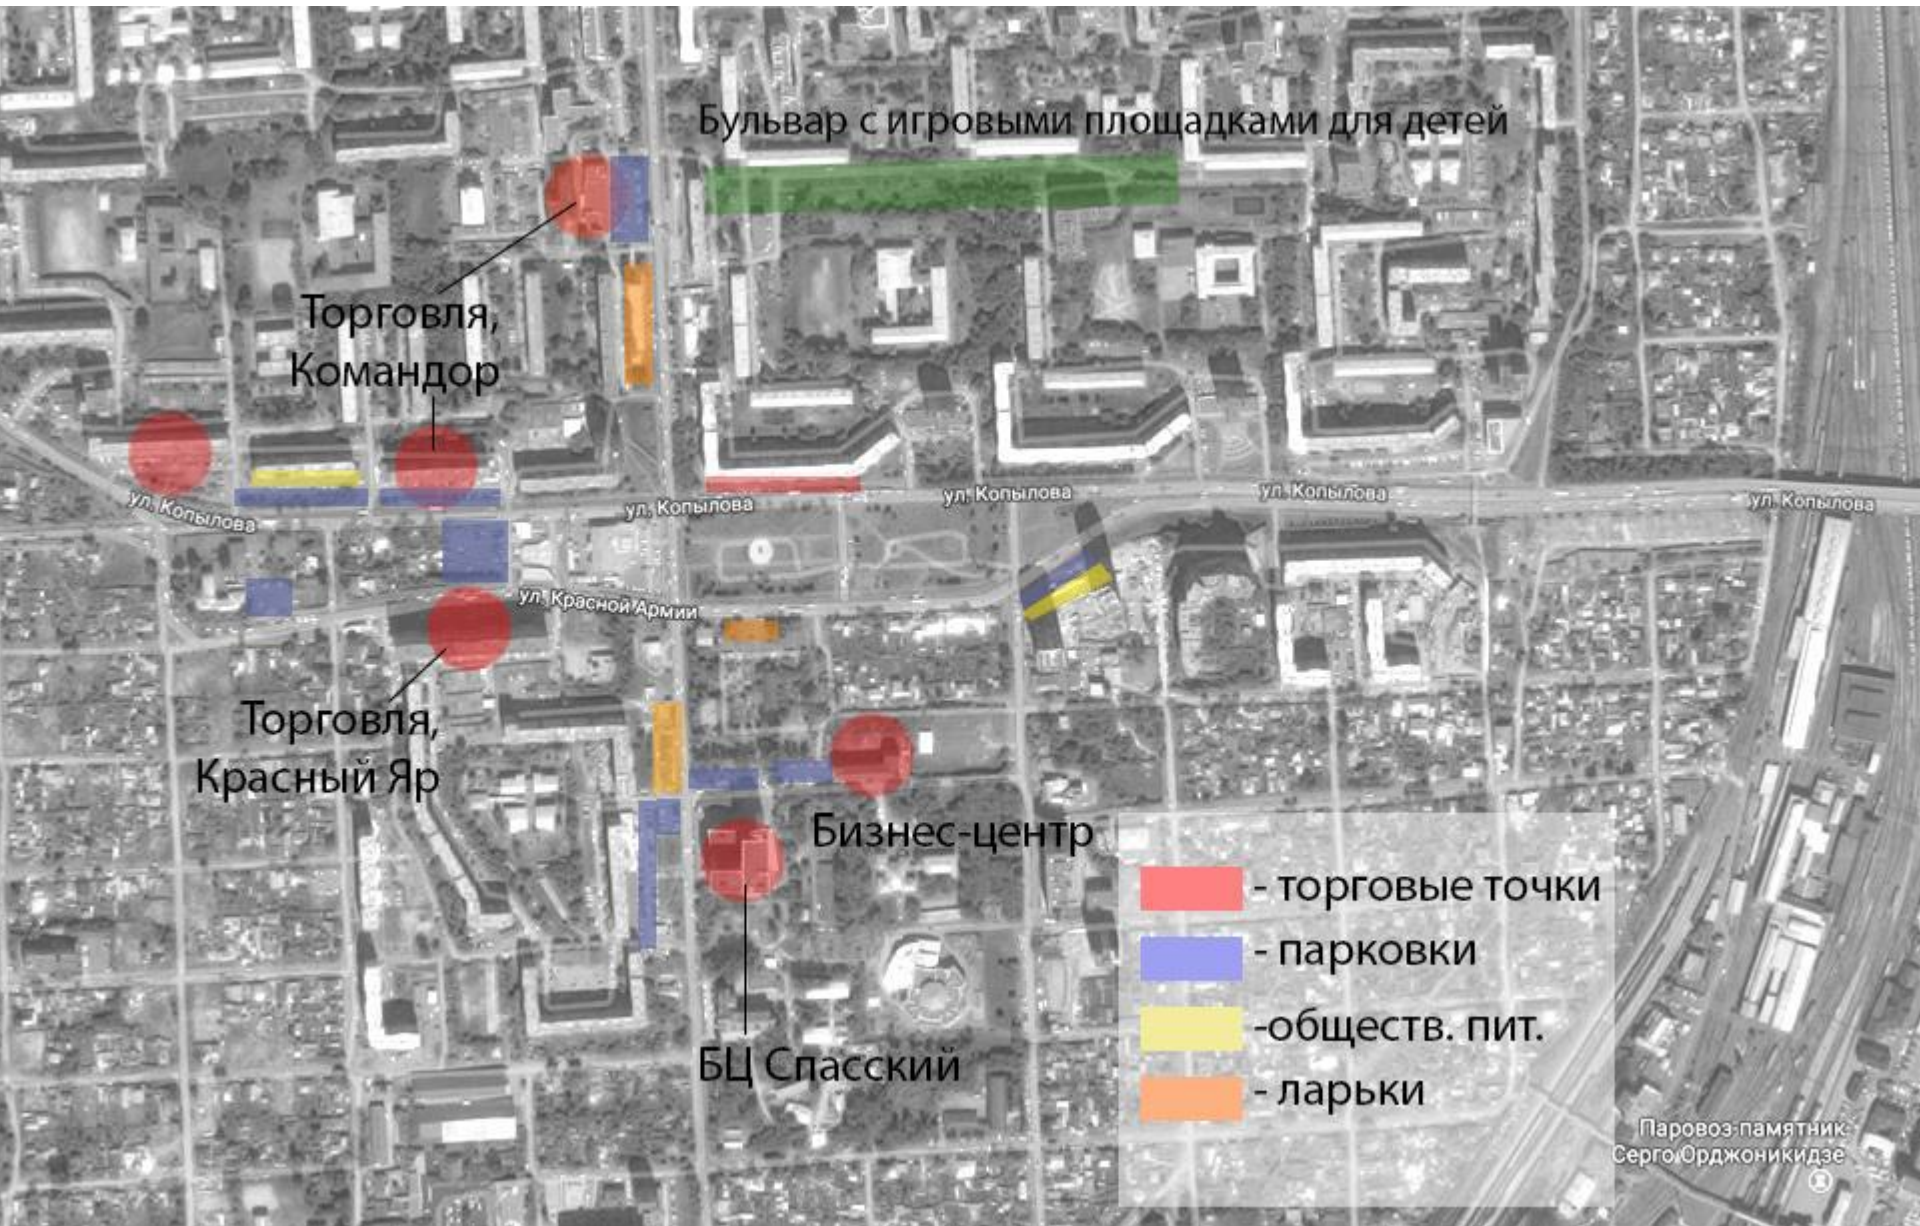 Бульвар с игровыми площадками для детей
Торговля,
Командор
ул. Копылова
ул. Копылова
ул. Копылова
ул. Копылова
ул. Копылова
ул. Красной Армии
Торговля,
Красный Яр
Бизнес-центр
БЦ Спасский
- торговые точки
- парковки
-обществ. пит.
- ларьки
Паровоз-памятник
Серго Орджоникидзе